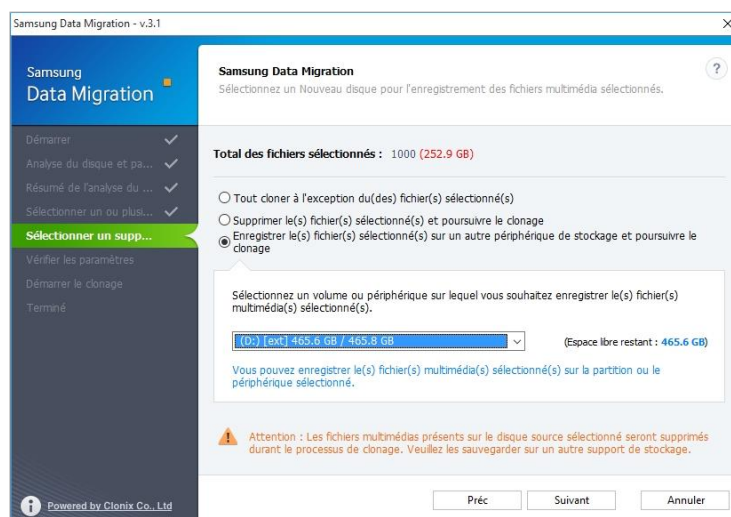 Samsung Data Migration - v.3.1
Samsung
Data Migration
Démarrer
Analyse du disque et pa...
Résumé de l'analyse du ...
Sélectionner un ou plusi...
Sélectionner un supp...
Vérifier les paramètres
Démarrer le clonage
Terminé
Powered by Clonix Co., Ltd
Samsung Data Migration
Sélectionnez un Nouveau disque pour l'enregistrement des fichiers multimédia sélectionnés.
?
Total des fichiers sélectionnés : 1000 (252.9 GB)
Tout cloner à l'exception du(des) fichier(s) sélectionné(s)
Supprimer le(s) fichier(s) sélectionné(s) et poursuivre le clonage
Enregistrer le(s) fichier(s) sélectionné(s) sur un autre périphérique de stockage et poursuivre le
clonage
Sélectionnez un volume ou périphérique sur lequel vous souhaitez enregistrer le(s) fichier(s)
multimédia(s) sélectionné(s).
(D:) [ext] 465.6 GB / 465.8 GB
(Espace libre restant : 465.6 GB)
Vous pouvez enregistrer le(s) fichier(s) multimédia(s) sélectionné(s) sur la partition ou le
périphérique sélectionné.
Attention : Les fichiers multimédias présents sur le disque source sélectionné seront supprimés
durant le processus de clonage. Veuillez les sauvegarder sur un autre support de stockage.
Préc
Suivant
Annuler